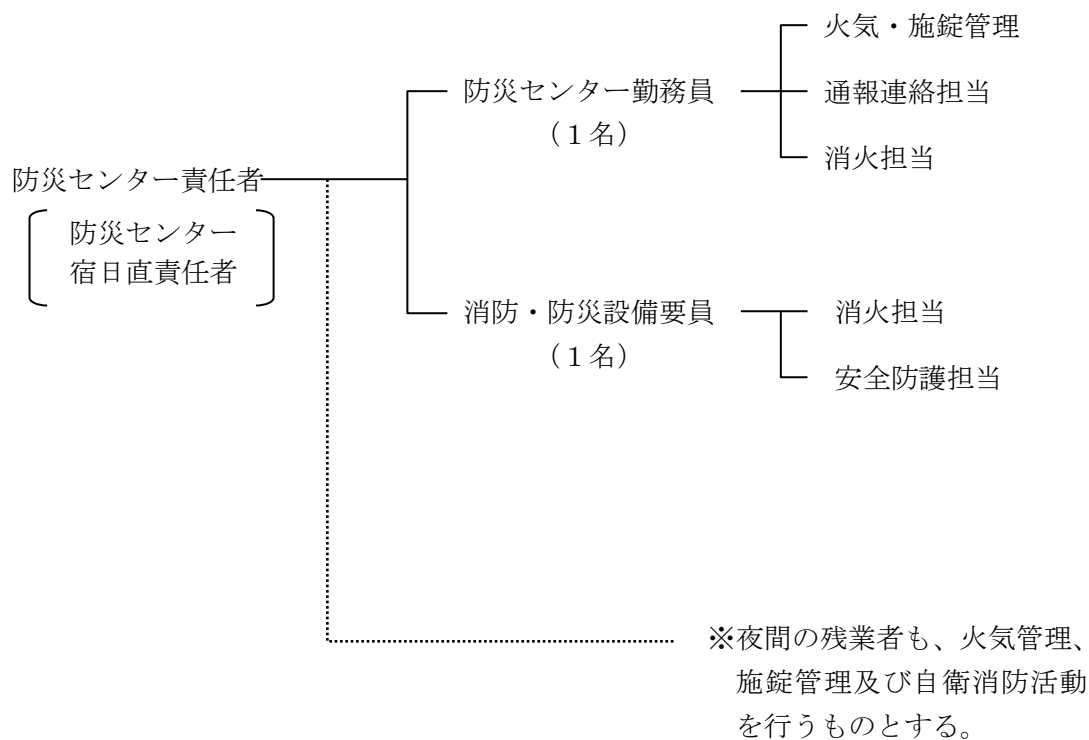 火気・施錠管理
防災センター勤務員
(1名)
通報連絡担当
消火担当
防災センター責任者
防災センター
宿日直責任者
消防・防災設備要員
(1名)
消火担当
安全防護担当
※夜間の残業者も、火気管理、
施錠管理及び自衛消防活動
を行うものとする。